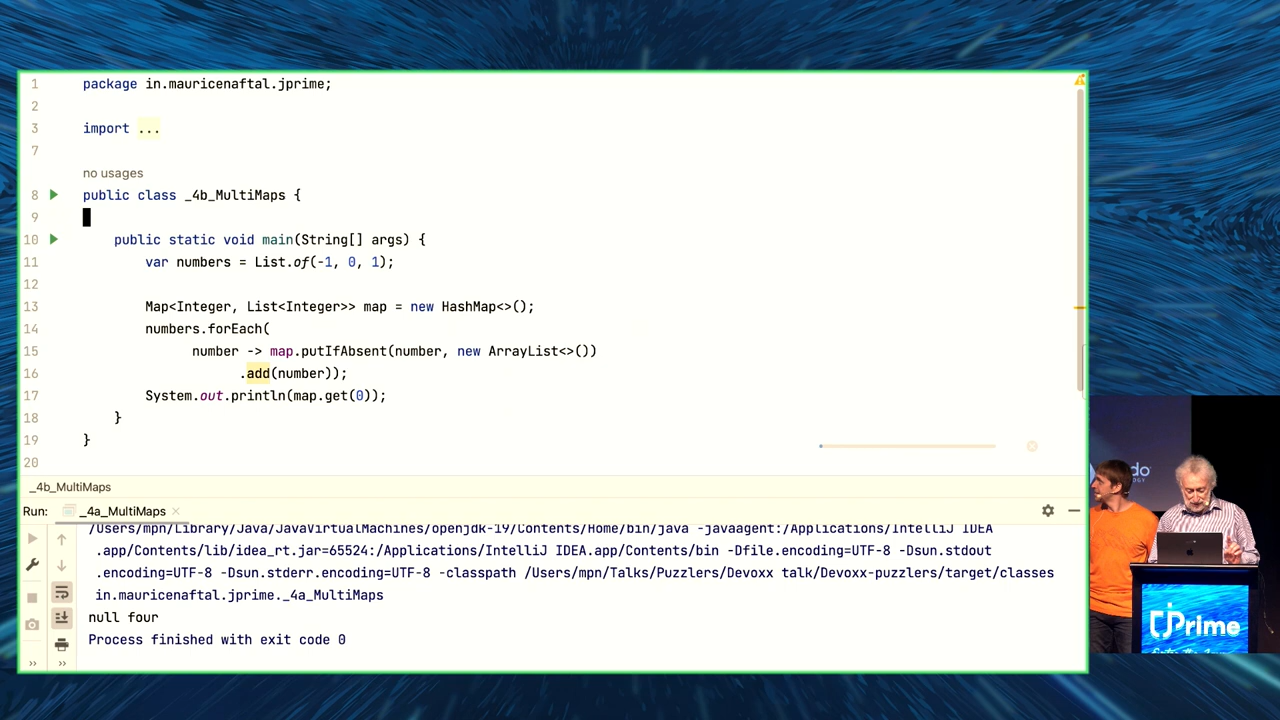 1 package in.mauricenaftal.jprime;
2
3 import ...
7
no usages
8 public class _4b_MultiMaps {
9
10 public static void main(String[] args) {
11 var numbers = List.of(-1, 0, 1);
12
13 Map<Integer, List<Integer>> map = new HashMap<>();
14 numbers.forEach(
15 number -> map.putIfAbsent(number, new ArrayList<>())
16 .add(number));
17 System.out.println(map.get(0));
18 }
19 }
20
_4b_MultiMaps
Run: _4a_MultiMaps
/Users/mpn/Library/Java/JavaVirtualMachines/openjdk-19/Contents/Home/bin/java -javaagent:/Applications/IntelliJ IDEA
.app/Contents/lib/idea_rt.jar=65524:/Applications/IntelliJ IDEA.app/Contents/bin -Dfile.encoding=UTF-8 -Dsun.stdout
.encoding=UTF-8 -Dsun.stderr.encoding=UTF-8 -classpath /Users/mpn/Talks/Puzzlers/Devoxx talk/Devoxx-puzzlers/target/classes
in.mauricenaftal.jprime._4a_MultiMaps
null four
Process finished with exit code 0
jPrime